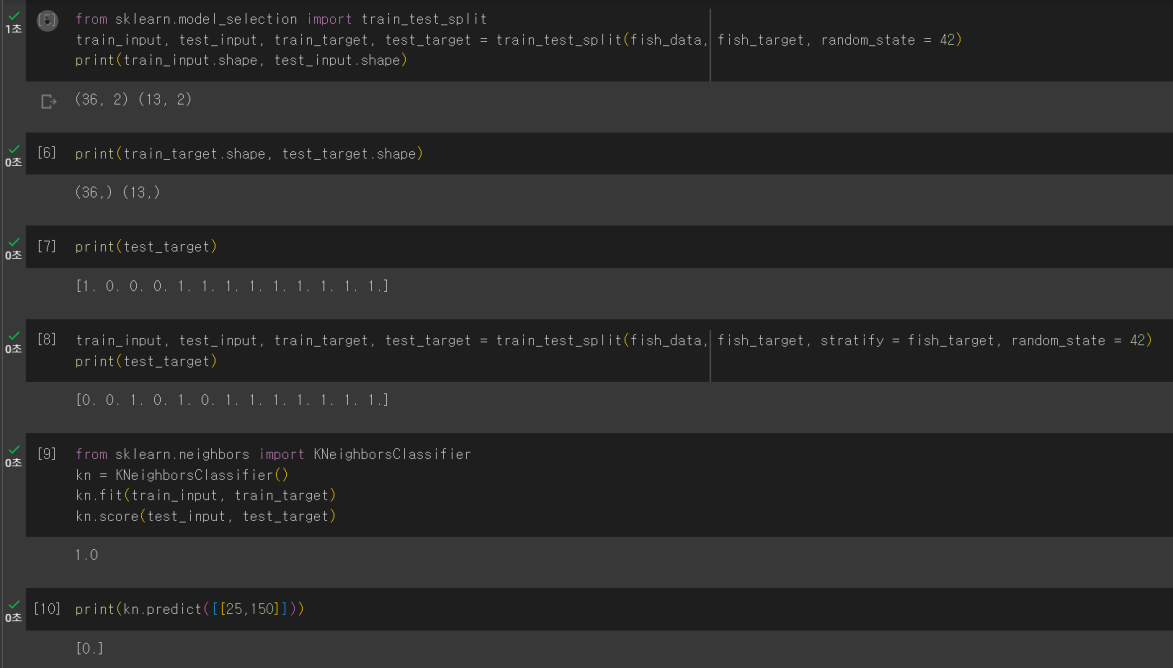 1초
from sklearn.model_selection import train_test_split
train_input, test_input, train_target, test_target = train_test_split(fish_data, fish_target, random_state = 42)
print(train_input.shape, test_input.shape)
(36, 2) (13, 2)
0초
[6] print(train_target.shape, test_target.shape)
(36,) (13,)
0초
[7] print(test_target)
[1. 0. 0. 0. 1. 1. 1. 1. 1. 1. 1. 1. 1.]
0초
[8] train_input, test_input, train_target, test_target = train_test_split(fish_data, fish_target, stratify = fish_target, random_state = 42)
print(test_target)
[0. 0. 1. 0. 1. 0. 1. 1. 1. 1. 1. 1. 1.]
0초
[9] from sklearn.neighbors import KNeighborsClassifier
kn = KNeighborsClassifier()
kn.fit(train_input, train_target)
kn.score(test_input, test_target)
1.0
0초
[10] print(kn.predict([[25,150]]))
[0.]